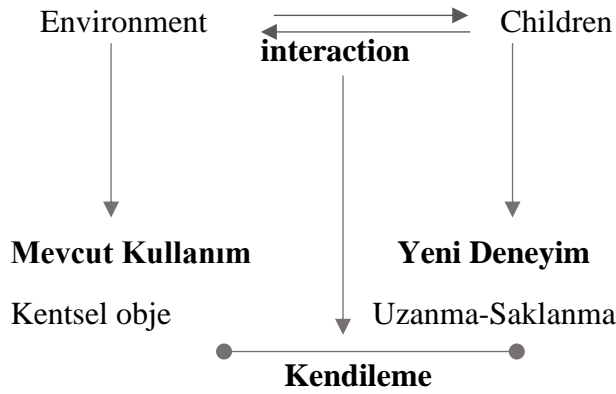 Environment
Children
interaction
Mevcut Kullanım
Yeni Deneyim
Kentsel obje
Uzanma-Saklanma
Kendileme